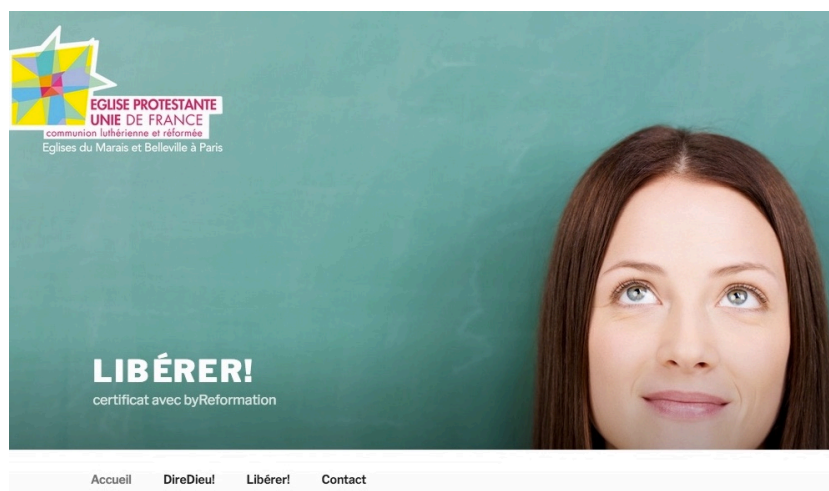 EGLISE PROTESTANTE
UNIE DE FRANCE
communion luthérienne et réformée
Eglises du Marais et Belleville à Paris
LIBÉRER!
certificat avec byReformation
Accueil DireDieu! Libérer! Contact